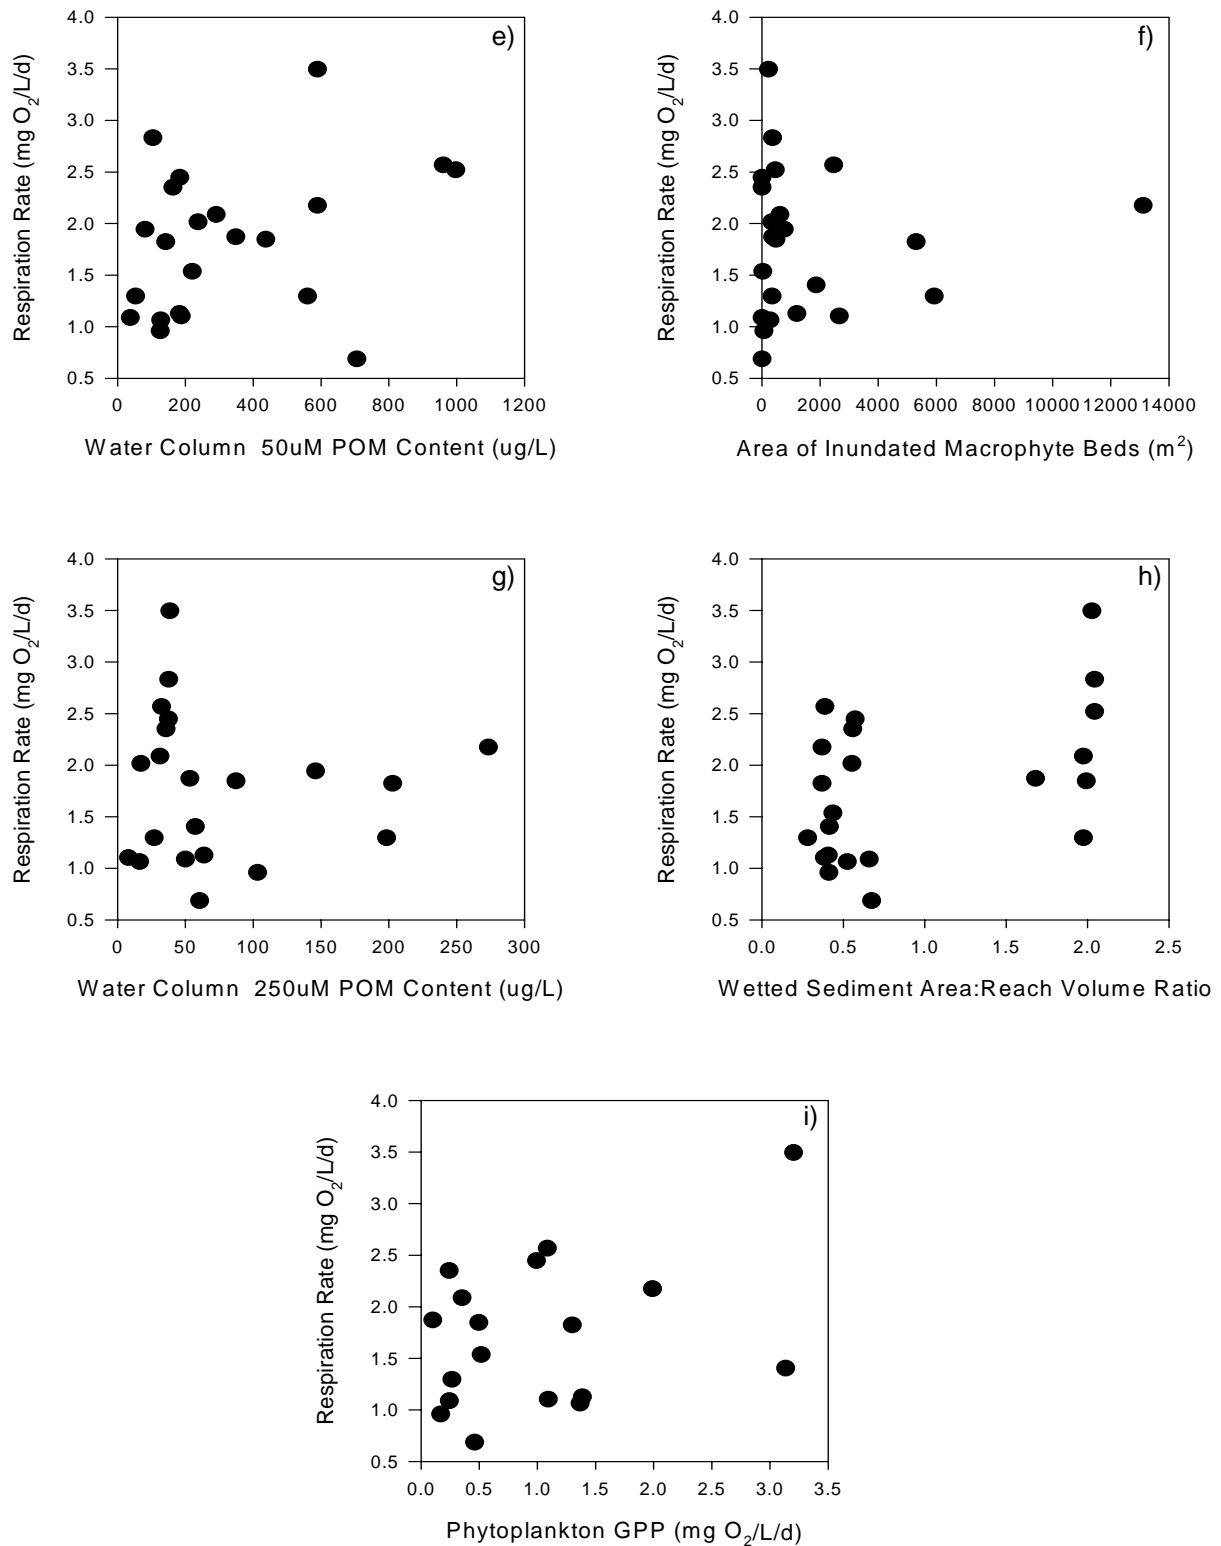 e)
4.0
3.5
3.0
2.5
2.0
1.5
1.0
0.5
Respiration Rate (mg O₂/L/d)
0 200 400 600 800 1000 1200
Water Column 50uM POM Content (ug/L)
f)
4.0
3.5
3.0
2.5
2.0
1.5
1.0
0.5
Respiration Rate (mg O₂/L/d)
0 2000 4000 6000 8000 10000 12000 14000
Area of Inundated Macrophyte Beds (m²)
g)
4.0
3.5
3.0
2.5
2.0
1.5
1.0
0.5
Respiration Rate (mg O₂/L/d)
0 50 100 150 200 250 300
Water Column 250uM POM Content (ug/L)
h)
4.0
3.5
3.0
2.5
2.0
1.5
1.0
0.5
Respiration Rate (mg O₂/L/d)
0.0 0.5 1.0 1.5 2.0 2.5
Wetted Sediment Area:Reach Volume Ratio
i)
4.0
3.5
3.0
2.5
2.0
1.5
1.0
0.5
Respiration Rate (mg O₂/L/d)
0.0 0.5 1.0 1.5 2.0 2.5 3.0 3.5
Phytoplankton GPP (mg O₂/L/d)